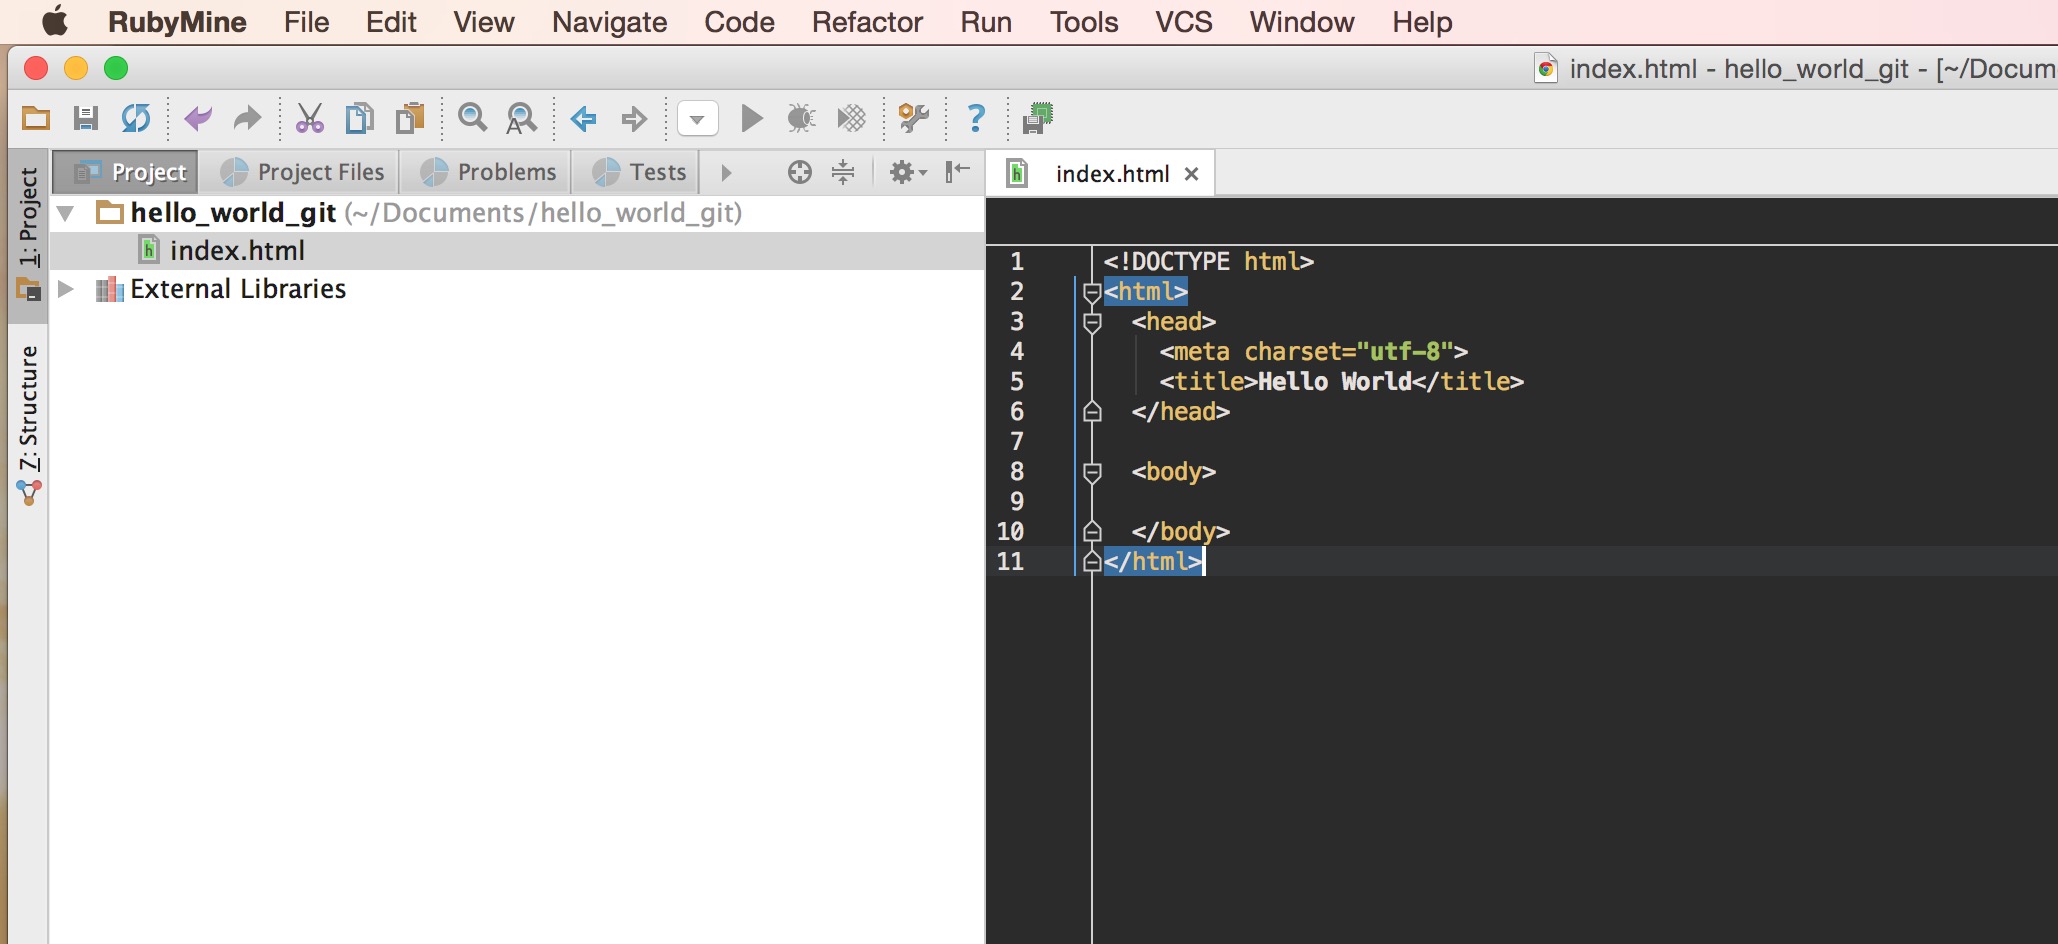 RubyMine File Edit View Navigate Code Refactor Run Tools VCS Window Help
index.html - hello_world_git - [~/Docum
Project Project Files Problems Tests
index.html
1: Project
Z: Structure
hello_world_git (~/Documents/hello_world_git)
index.html
External Libraries
1 <!DOCTYPE html>
2 <html>
3 <head>
4 <meta charset="utf-8">
5 <title>Hello World</title>
6 </head>
7
8 <body>
9
10 </body>
11 </html>